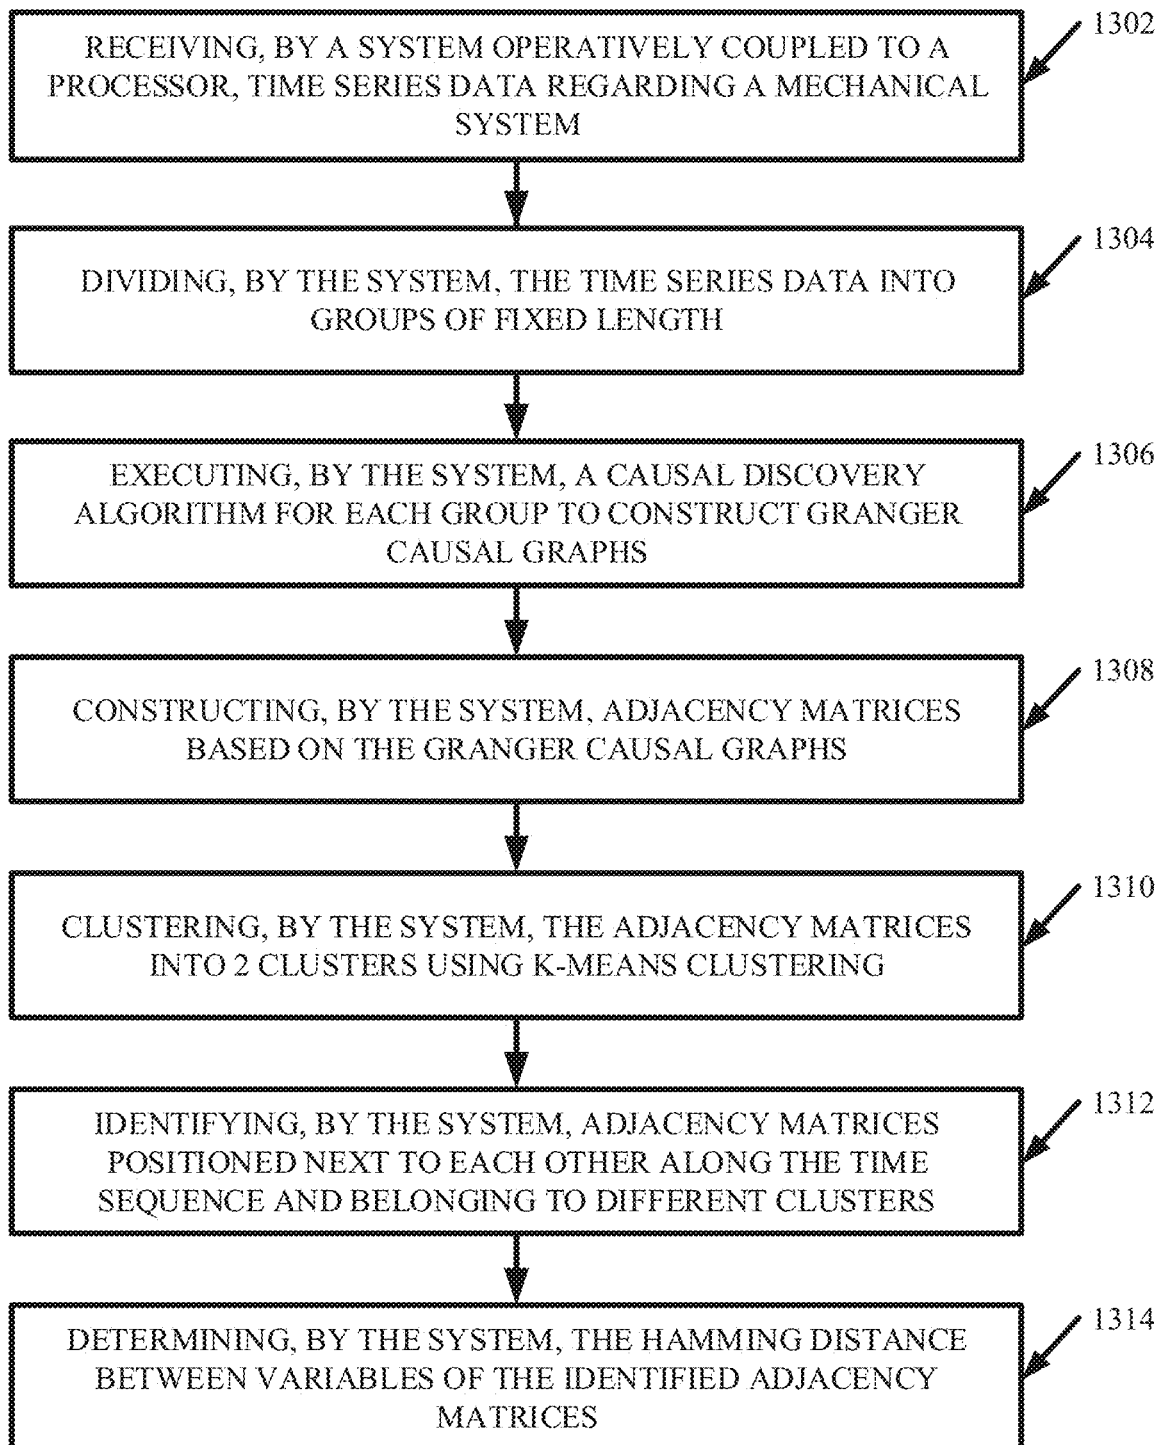 RECEIVING, BY A SYSTEM OPERATIVELY COUPLED TO A
PROCESSOR, TIME SERIES DATA REGARDING A MECHANICAL
SYSTEM
1302
DIVIDING, BY THE SYSTEM, THE TIME SERIES DATA INTO
GROUPS OF FIXED LENGTH
1304
EXECUTING, BY THE SYSTEM, A CAUSAL DISCOVERY
ALGORITHM FOR EACH GROUP TO CONSTRUCT GRANGER
CAUSAL GRAPHS
1306
CONSTRUCTING, BY THE SYSTEM, ADJACENCY MATRICES
BASED ON THE GRANGER CAUSAL GRAPHS
1308
CLUSTERING, BY THE SYSTEM, THE ADJACENCY MATRICES
INTO 2 CLUSTERS USING K-MEANS CLUSTERING
1310
IDENTIFYING, BY THE SYSTEM, ADJACENCY MATRICES
POSITIONED NEXT TO EACH OTHER ALONG THE TIME
SEQUENCE AND BELONGING TO DIFFERENT CLUSTERS
1312
DETERMINING, BY THE SYSTEM, THE HAMMING DISTANCE
BETWEEN VARIABLES OF THE IDENTIFIED ADJACENCY
MATRICES
1314